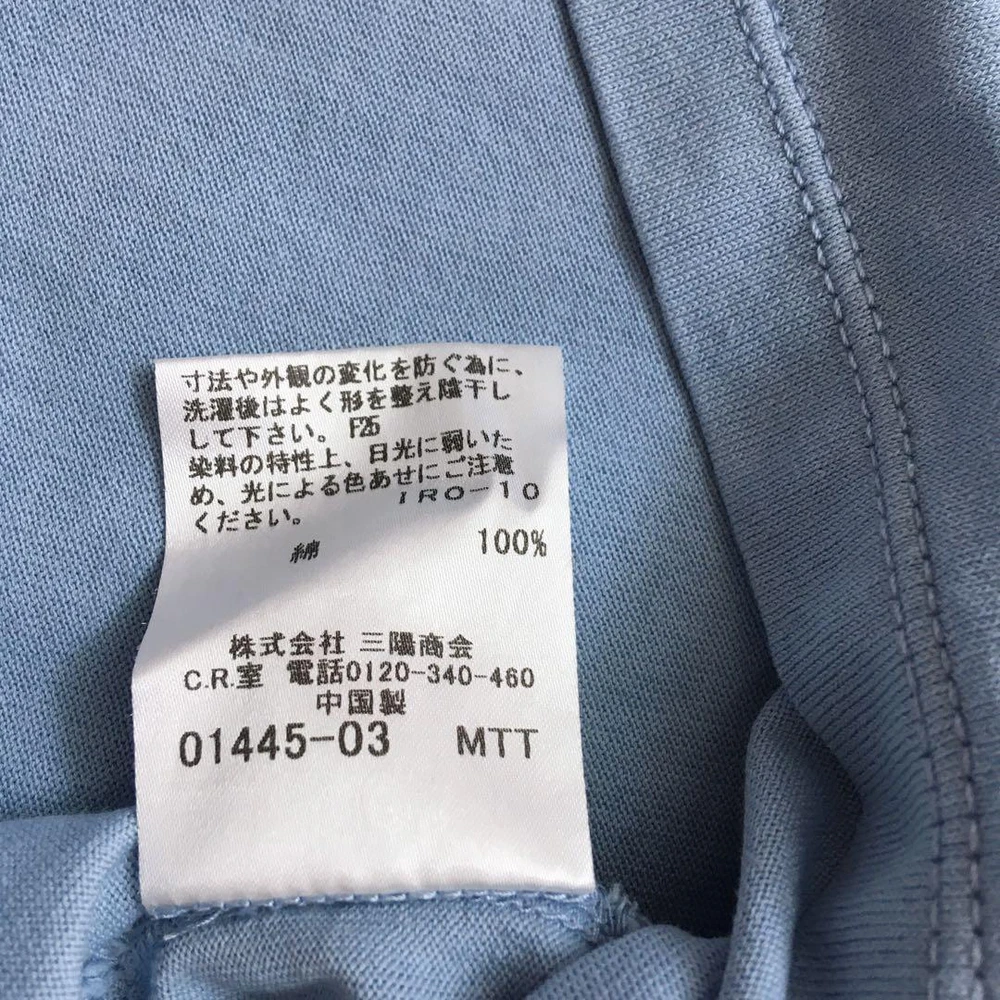 寸法や外観の変化を防ぐ為に、
洗濯後はよく形を整え陰干し
して下さい。 F25
染料の特性上、日光に弱いた
め、光による色あせにご注意
ください。 IRO-10
綿 100%
株式会社 三陽商会
C.R.室 電話0120-340-460
中国製
01445-03 MTT